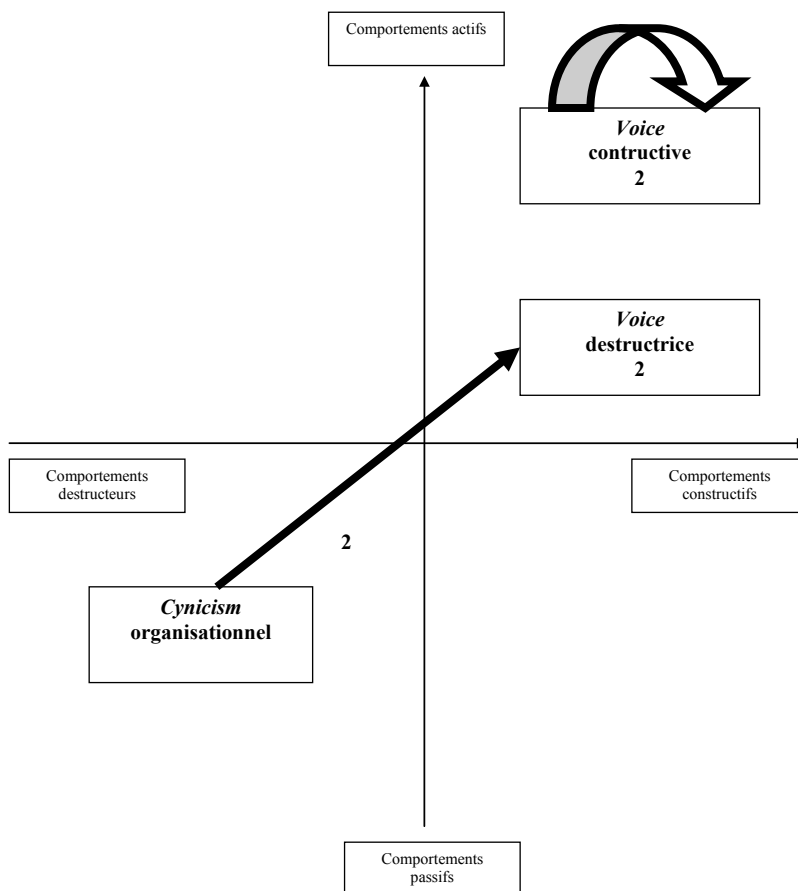 Comportements actifs
Voice
contructive
2
Voice
destructrice
2
Comportements
destructeurs
Comportements
constructifs
2
Cynicism
organisationnel
Comportements
passifs